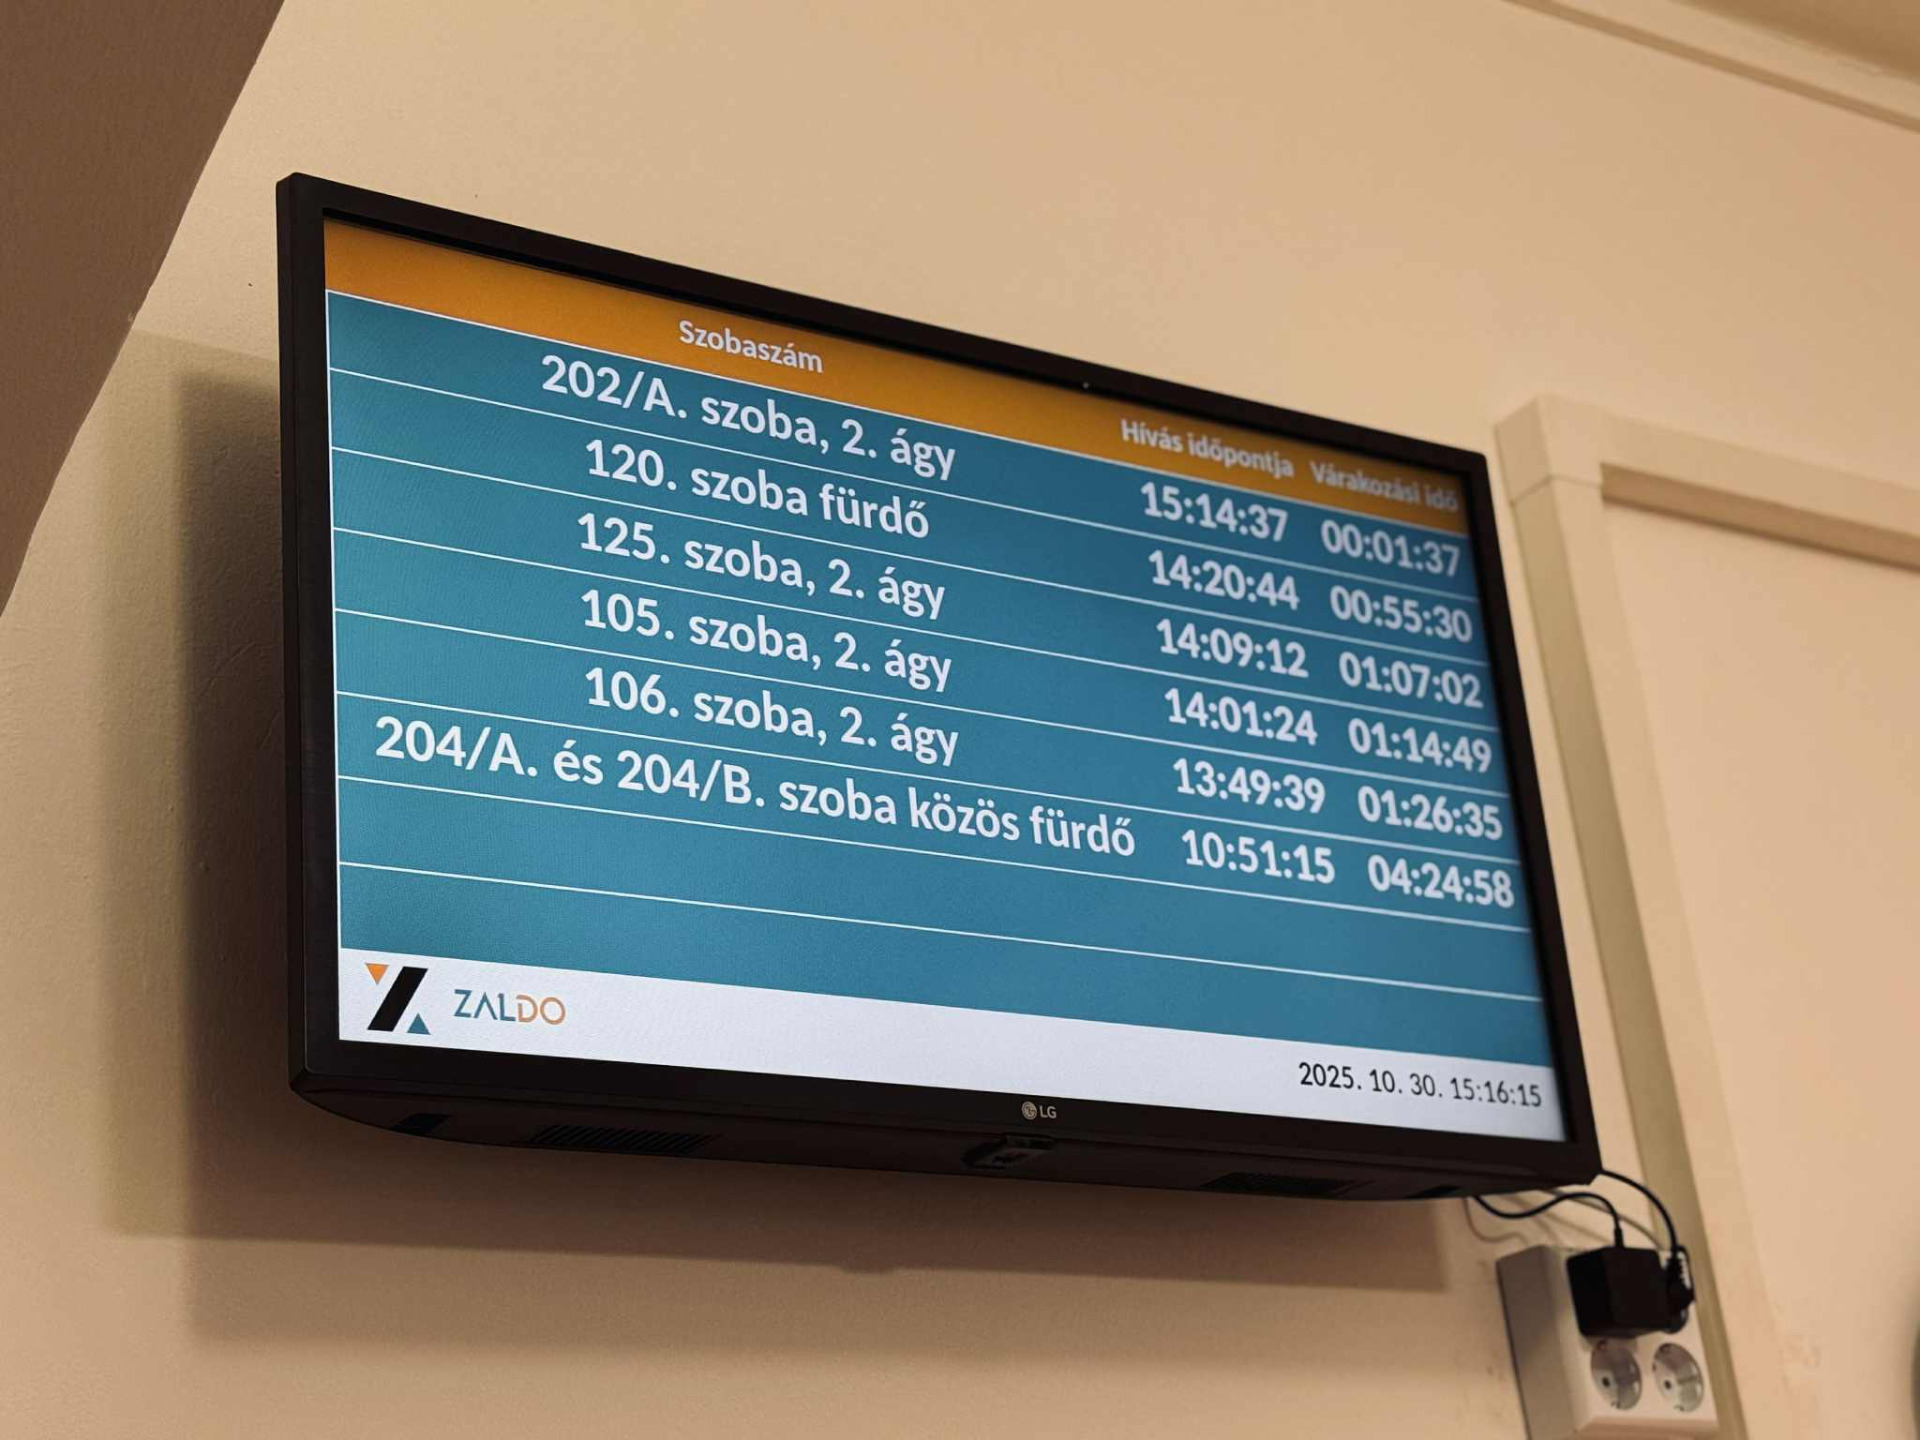 Szobaszám Hívás időpontja Várakozási idő
202/A. szoba, 2. ágy 15:14:37 00:01:37
120. szoba fürdő 14:20:44 00:55:30
125. szoba, 2. ágy 14:09:12 01:07:02
105. szoba, 2. ágy 14:01:24 01:14:49
106. szoba, 2. ágy 13:49:39 01:26:35
204/A. és 204/B. szoba közös fürdő 10:51:15 04:24:58
ZALDO
2025. 10. 30. 15:16:15
LG